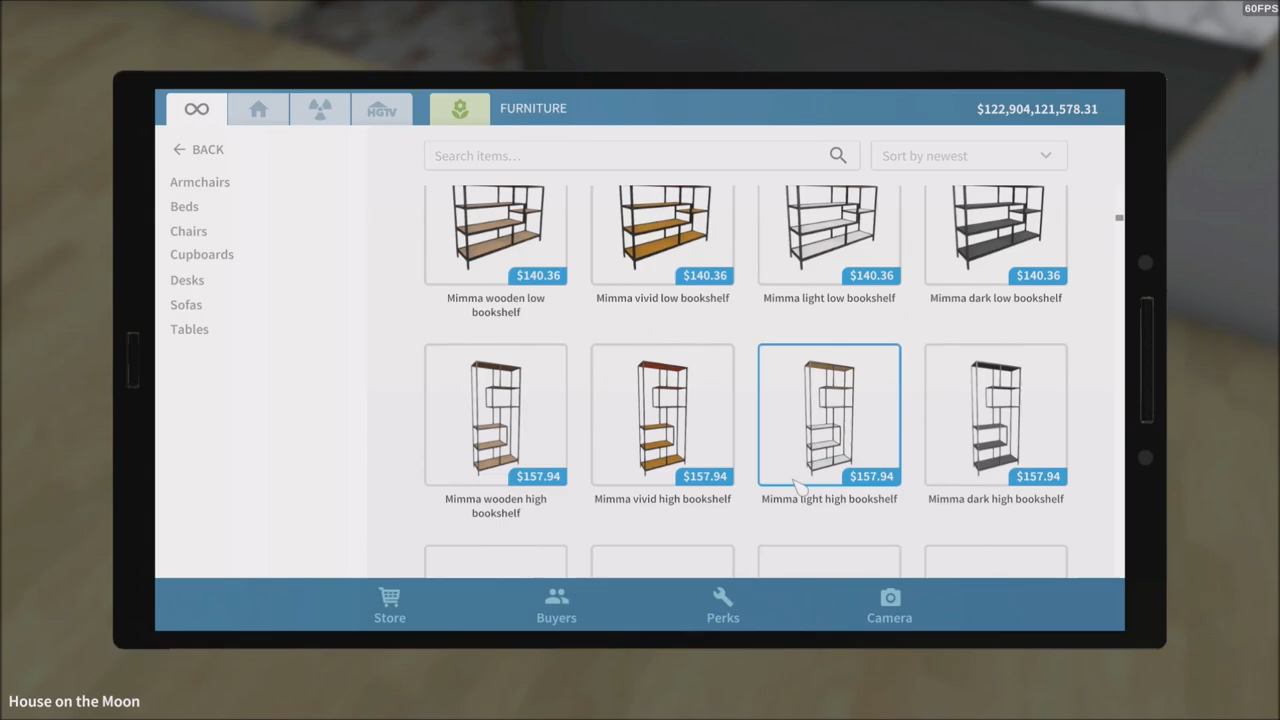 60FPS
HGTV
FURNITURE
$122,904,121,578.31
BACK
Search items...
Sort by newest
Armchairs
Beds
Chairs
Cupboards
Desks
Sofas
Tables
$140.36
$140.36
$140.36
$140.36
Mimma wooden low
bookshelf
Mimma vivid low bookshelf
Mimma light low bookshelf
Mimma dark low bookshelf
$157.94
$157.94
$157.94
$157.94
Mimma wooden high
bookshelf
Mimma vivid high bookshelf
Mimma light high bookshelf
Mimma dark high bookshelf
Store
Buyers
Perks
Camera
House on the Moon